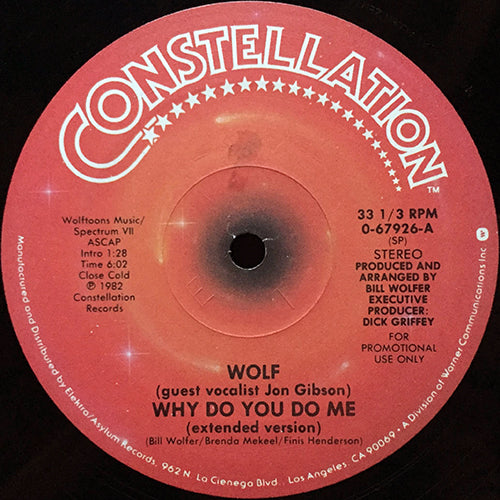 CONSTELLATION
TM
Wolftoons Music/
Spectrum VII
ASCAP
Intro 1:28
Time 6:02
Close Cold
℗ 1982
Constellation
Records
33 1/3 RPM
0-67926-A
(SP)
STEREO
PRODUCED AND
ARRANGED BY
BILL WOLFER
EXECUTIVE
PRODUCER:
DICK GRIFFEY
FOR
PROMOTIONAL
USE ONLY
WOLF
(guest vocalist Jon Gibson)
WHY DO YOU DO ME
(extended version)
(Bill Wolfer/Brenda Mekeel/Finis Henderson)
Manufactured and Distributed by Elektra/Asylum Records, 962 N. La Cienega Blvd., Los Angeles, CA 90069 • A Division of Warner Communications Inc.